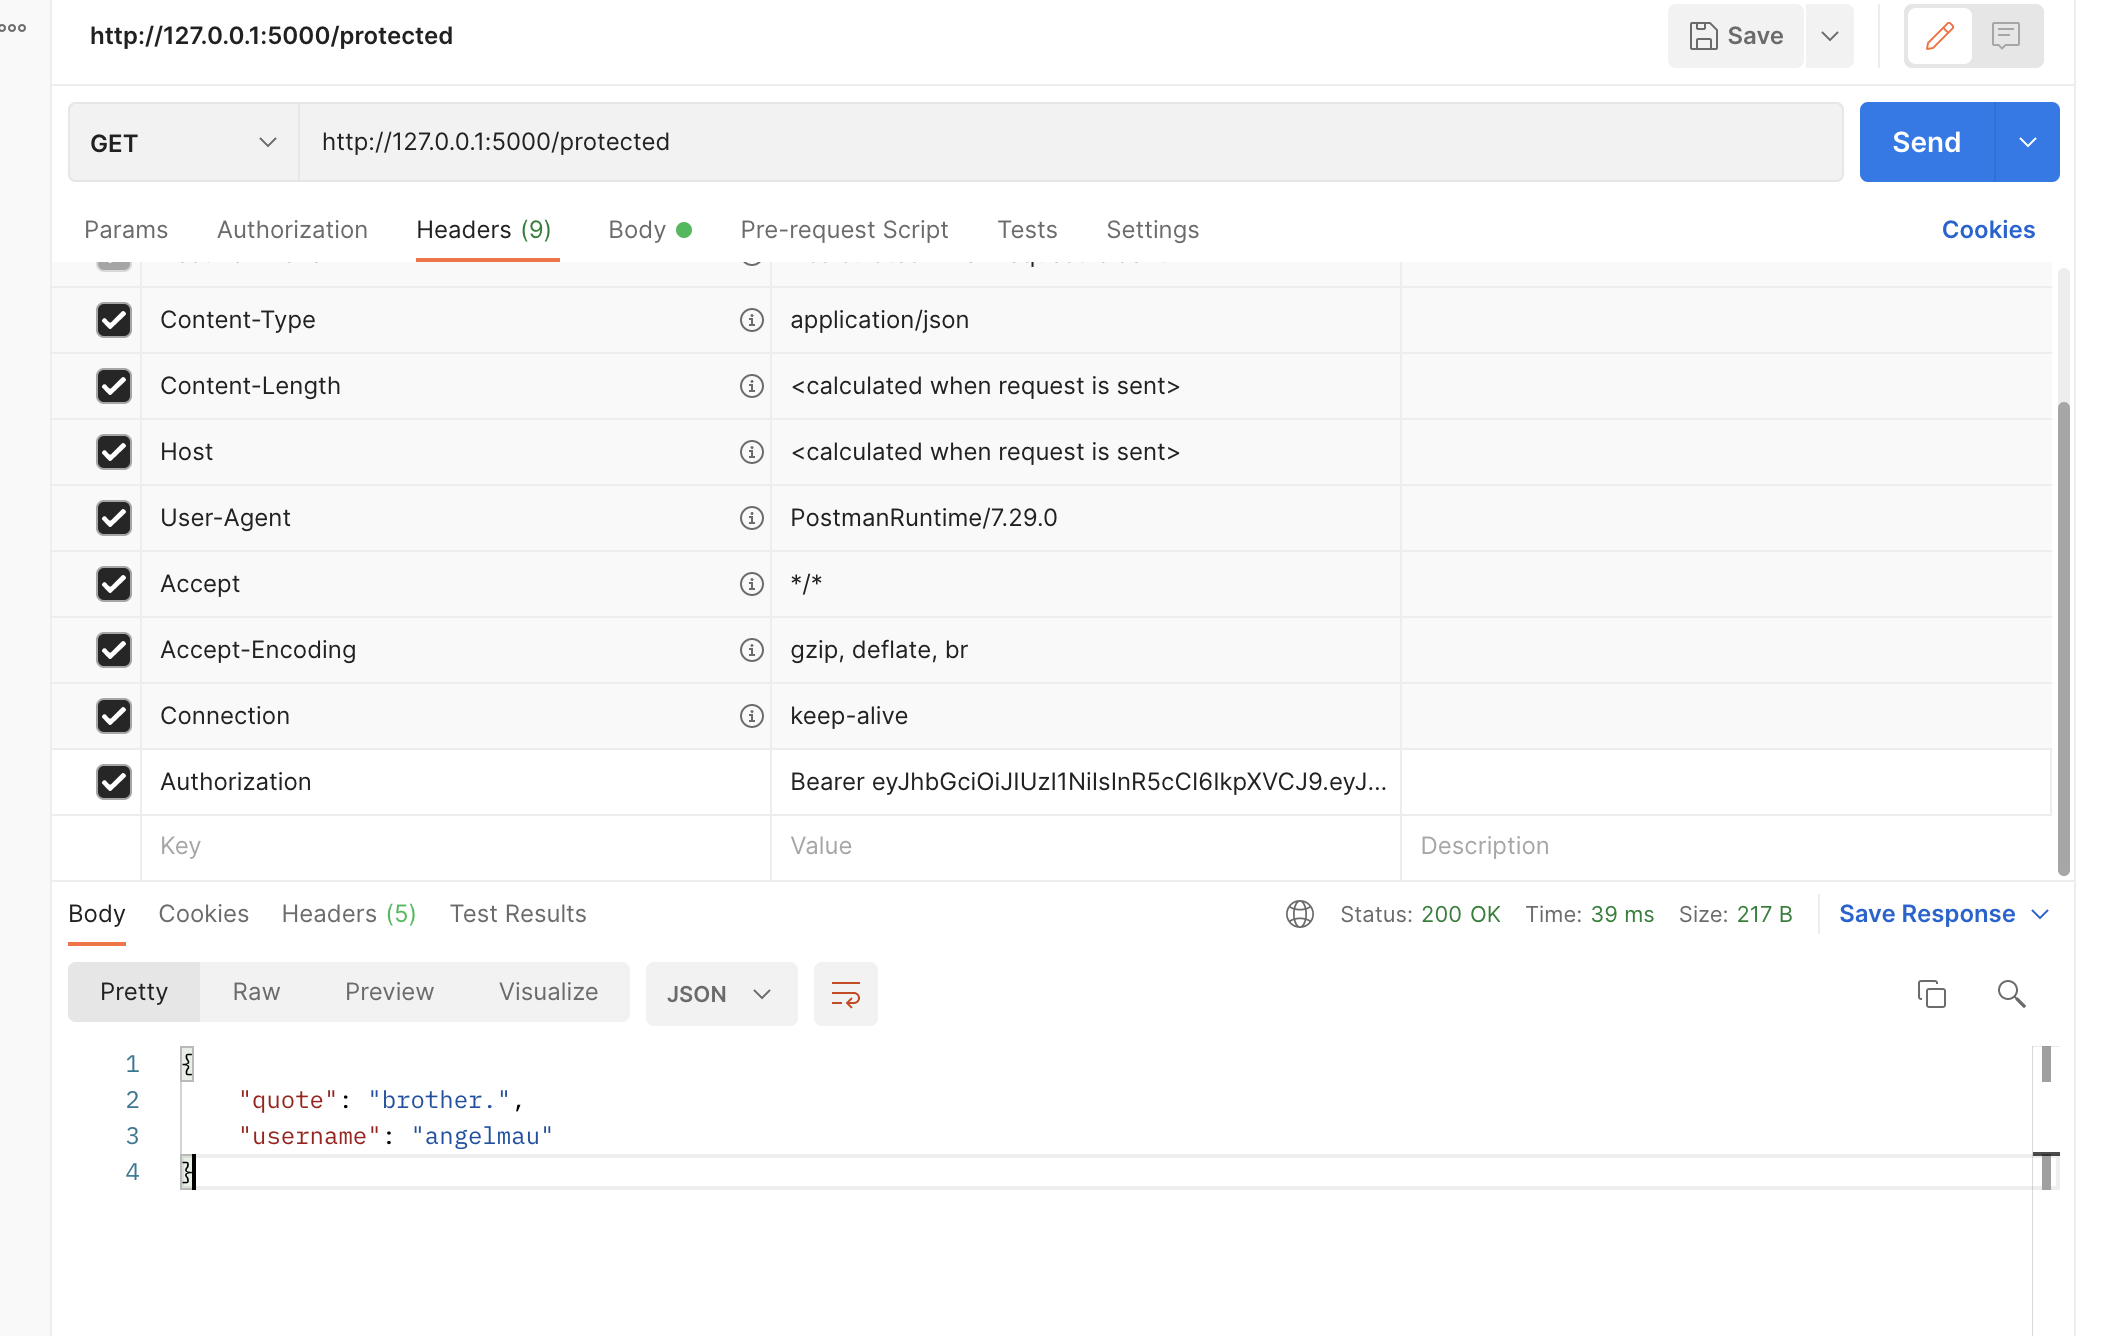 http://127.0.0.1:5000/protected
Save
GET
http://127.0.0.1:5000/protected
Send
Params Authorization Headers (9) Body Pre-request Script Tests Settings Cookies
Content-Type application/json
Content-Length <calculated when request is sent>
Host <calculated when request is sent>
User-Agent PostmanRuntime/7.29.0
Accept */*
Accept-Encoding gzip, deflate, br
Connection keep-alive
Authorization Bearer eyJhbGciOiJIUzI1NiIsInR5cCI6IkpXVCJ9.eyJ...
Key Value Description
Body Cookies Headers (5) Test Results Status: 200 OK Time: 39 ms Size: 217 B Save Response
Pretty Raw Preview Visualize JSON
1 {
2 "quote": "brother.",
3 "username": "angelmau"
4 }